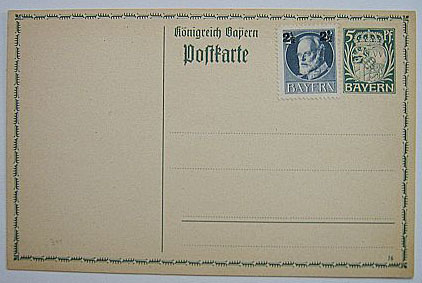 Königreich Bayern
Postkarte
2½ 2½
BAYERN
5 Pf
BAYERN